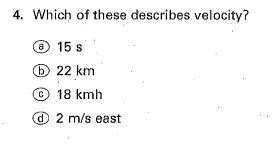 4. Which of these describes velocity?
ⓐ 15 s
ⓑ 22 km
ⓒ 18 kmh
ⓓ 2 m/s east